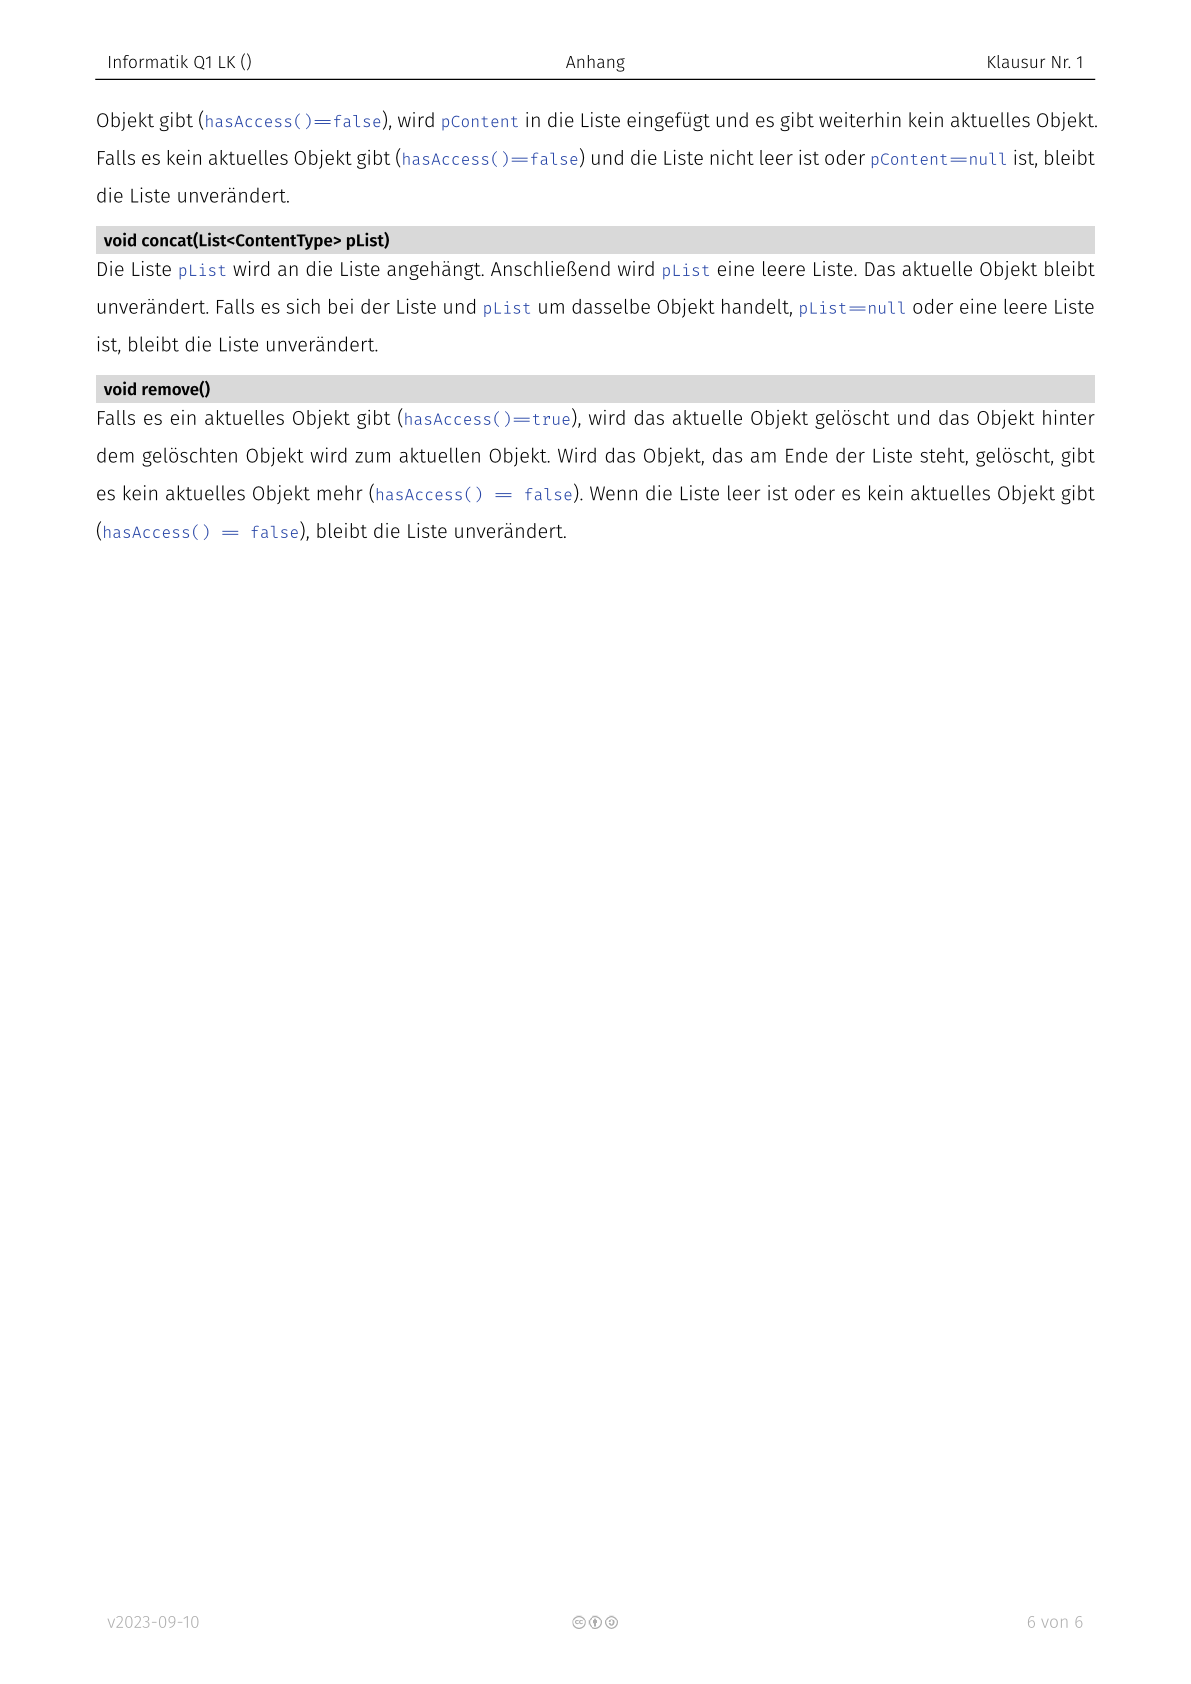 Informatik Q1 LK () Anhang Klausur Nr. 1
Objekt gibt (hasAccess()==false), wird pContent in die Liste eingefügt und es gibt weiterhin kein aktuelles Objekt.
Falls es kein aktuelles Objekt gibt (hasAccess()==false) und die Liste nicht leer ist oder pContent==null ist, bleibt
die Liste unverändert.
void concat(List<ContentType> pList)
Die Liste pList wird an die Liste angehängt. Anschließend wird pList eine leere Liste. Das aktuelle Objekt bleibt
unverändert. Falls es sich bei der Liste und pList um dasselbe Objekt handelt, pList==null oder eine leere Liste
ist, bleibt die Liste unverändert.
void remove()
Falls es ein aktuelles Objekt gibt (hasAccess()==true), wird das aktuelle Objekt gelöscht und das Objekt hinter
dem gelöschten Objekt wird zum aktuellen Objekt. Wird das Objekt, das am Ende der Liste steht, gelöscht, gibt
es kein aktuelles Objekt mehr (hasAccess() == false). Wenn die Liste leer ist oder es kein aktuelles Objekt gibt
(hasAccess() == false), bleibt die Liste unverändert.
v2023-09-10 6 von 6